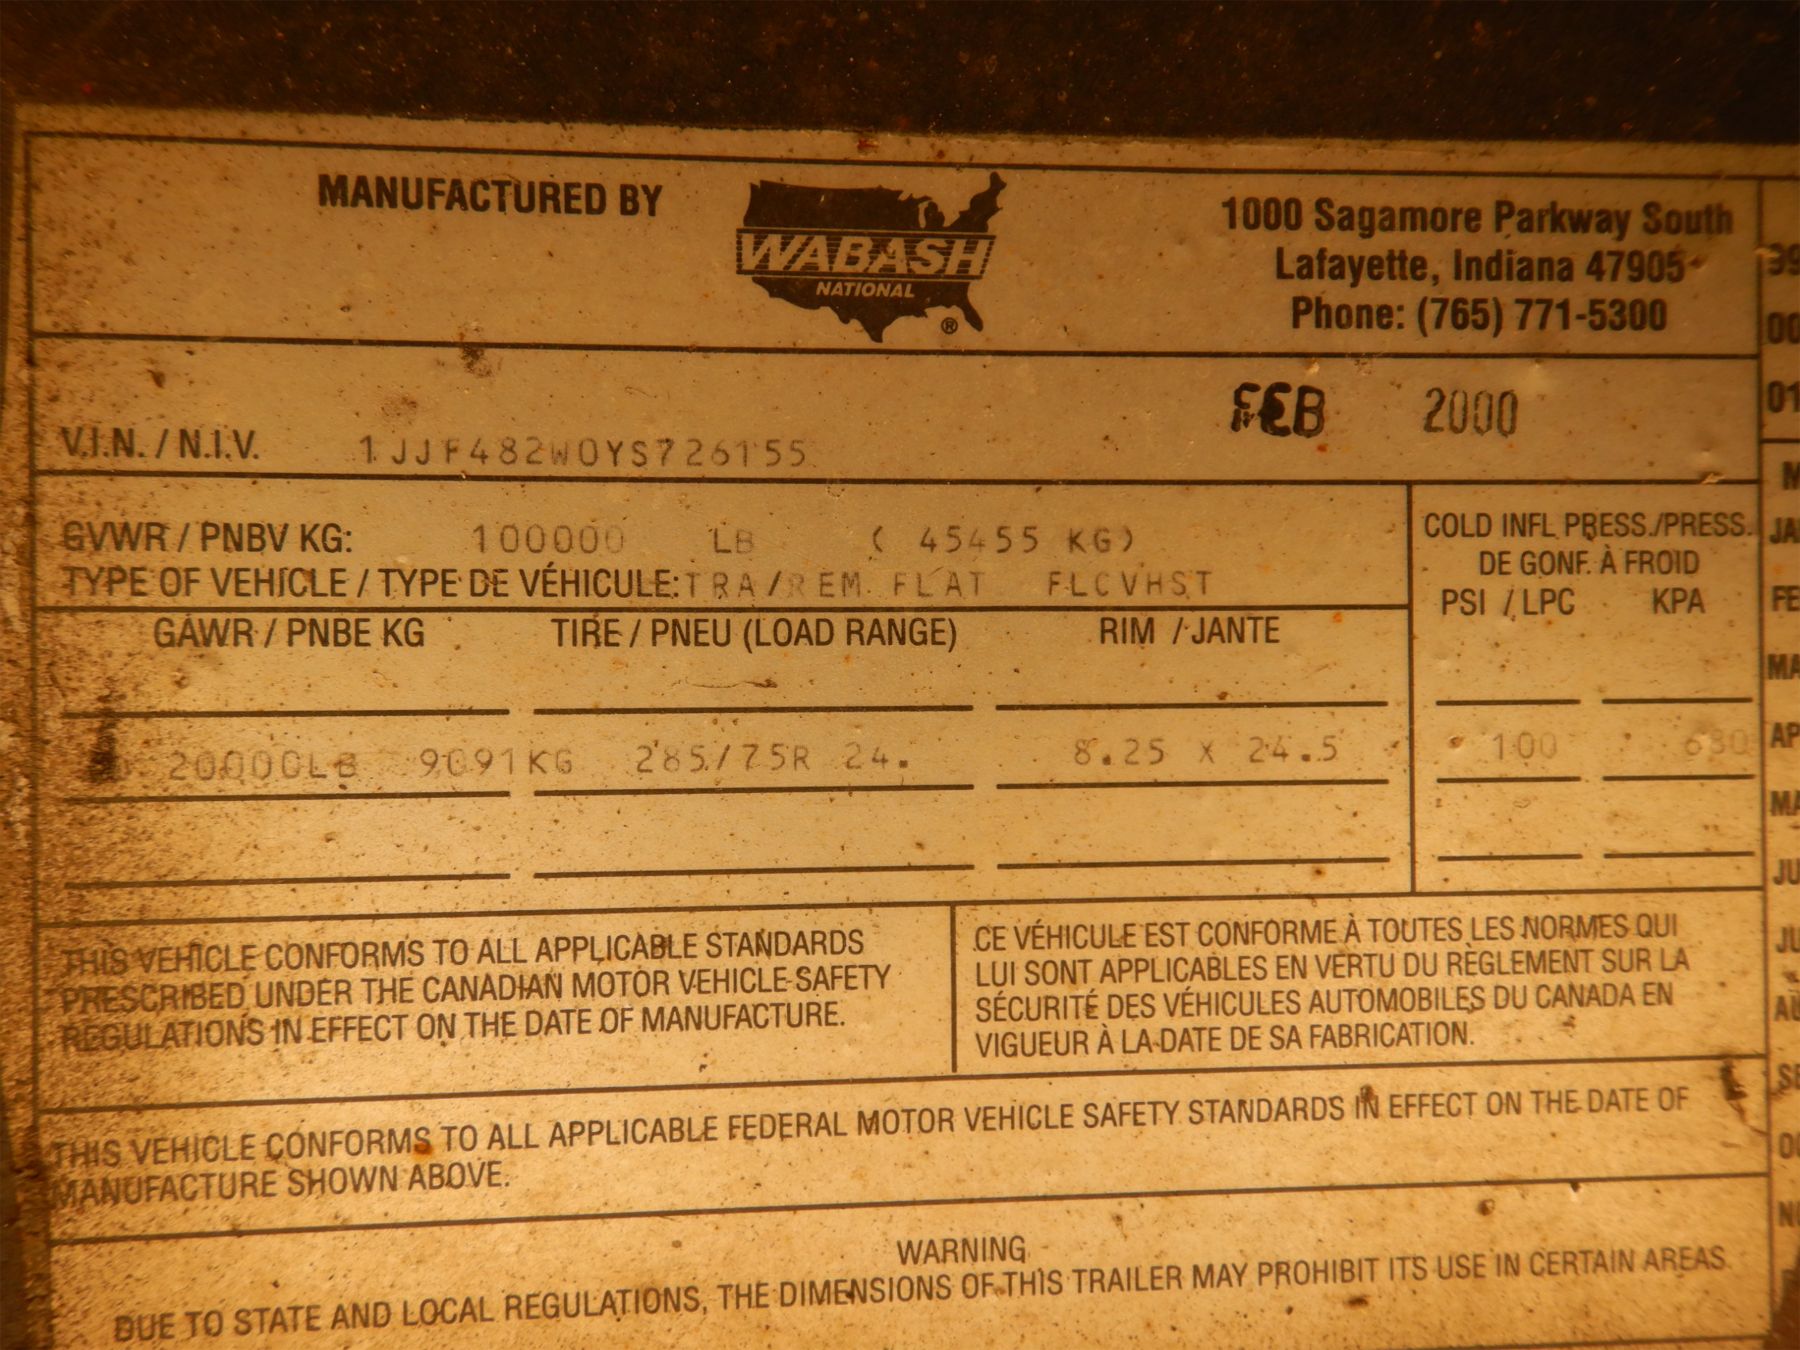 MANUFACTURED BY
WABASH
NATIONAL
®
1000 Sagamore Parkway South
Lafayette, Indiana 47905
Phone: (765) 771-5300
99
00
01
FEB 2000
V.I.N. / N.I.V. 1JJF482W0YS726155
GVWR / PNBV KG: 100000 LB ( 45455 KG)
TYPE OF VEHICLE / TYPE DE VÉHICULE: TRA/REM FLAT FLCVHST
COLD INFL PRESS./PRESS.
DE GONF. À FROID
PSI / LPC KPA
GAWR / PNBE KG TIRE / PNEU (LOAD RANGE) RIM / JANTE
20000LB 9091KG 285/75R 24. 8.25 X 24.5 100
THIS VEHICLE CONFORMS TO ALL APPLICABLE STANDARDS
PRESCRIBED UNDER THE CANADIAN MOTOR VEHICLE SAFETY
REGULATIONS IN EFFECT ON THE DATE OF MANUFACTURE.
CE VÉHICULE EST CONFORME À TOUTES LES NORMES QUI
LUI SONT APPLICABLES EN VERTU DU RÈGLEMENT SUR LA
SÉCURITÉ DES VÉHICULES AUTOMOBILES DU CANADA EN
VIGUEUR À LA DATE DE SA FABRICATION.
THIS VEHICLE CONFORMS TO ALL APPLICABLE FEDERAL MOTOR VEHICLE SAFETY STANDARDS IN EFFECT ON THE DATE OF
MANUFACTURE SHOWN ABOVE.
WARNING
DUE TO STATE AND LOCAL REGULATIONS, THE DIMENSIONS OF THIS TRAILER MAY PROHIBIT ITS USE IN CERTAIN AREAS